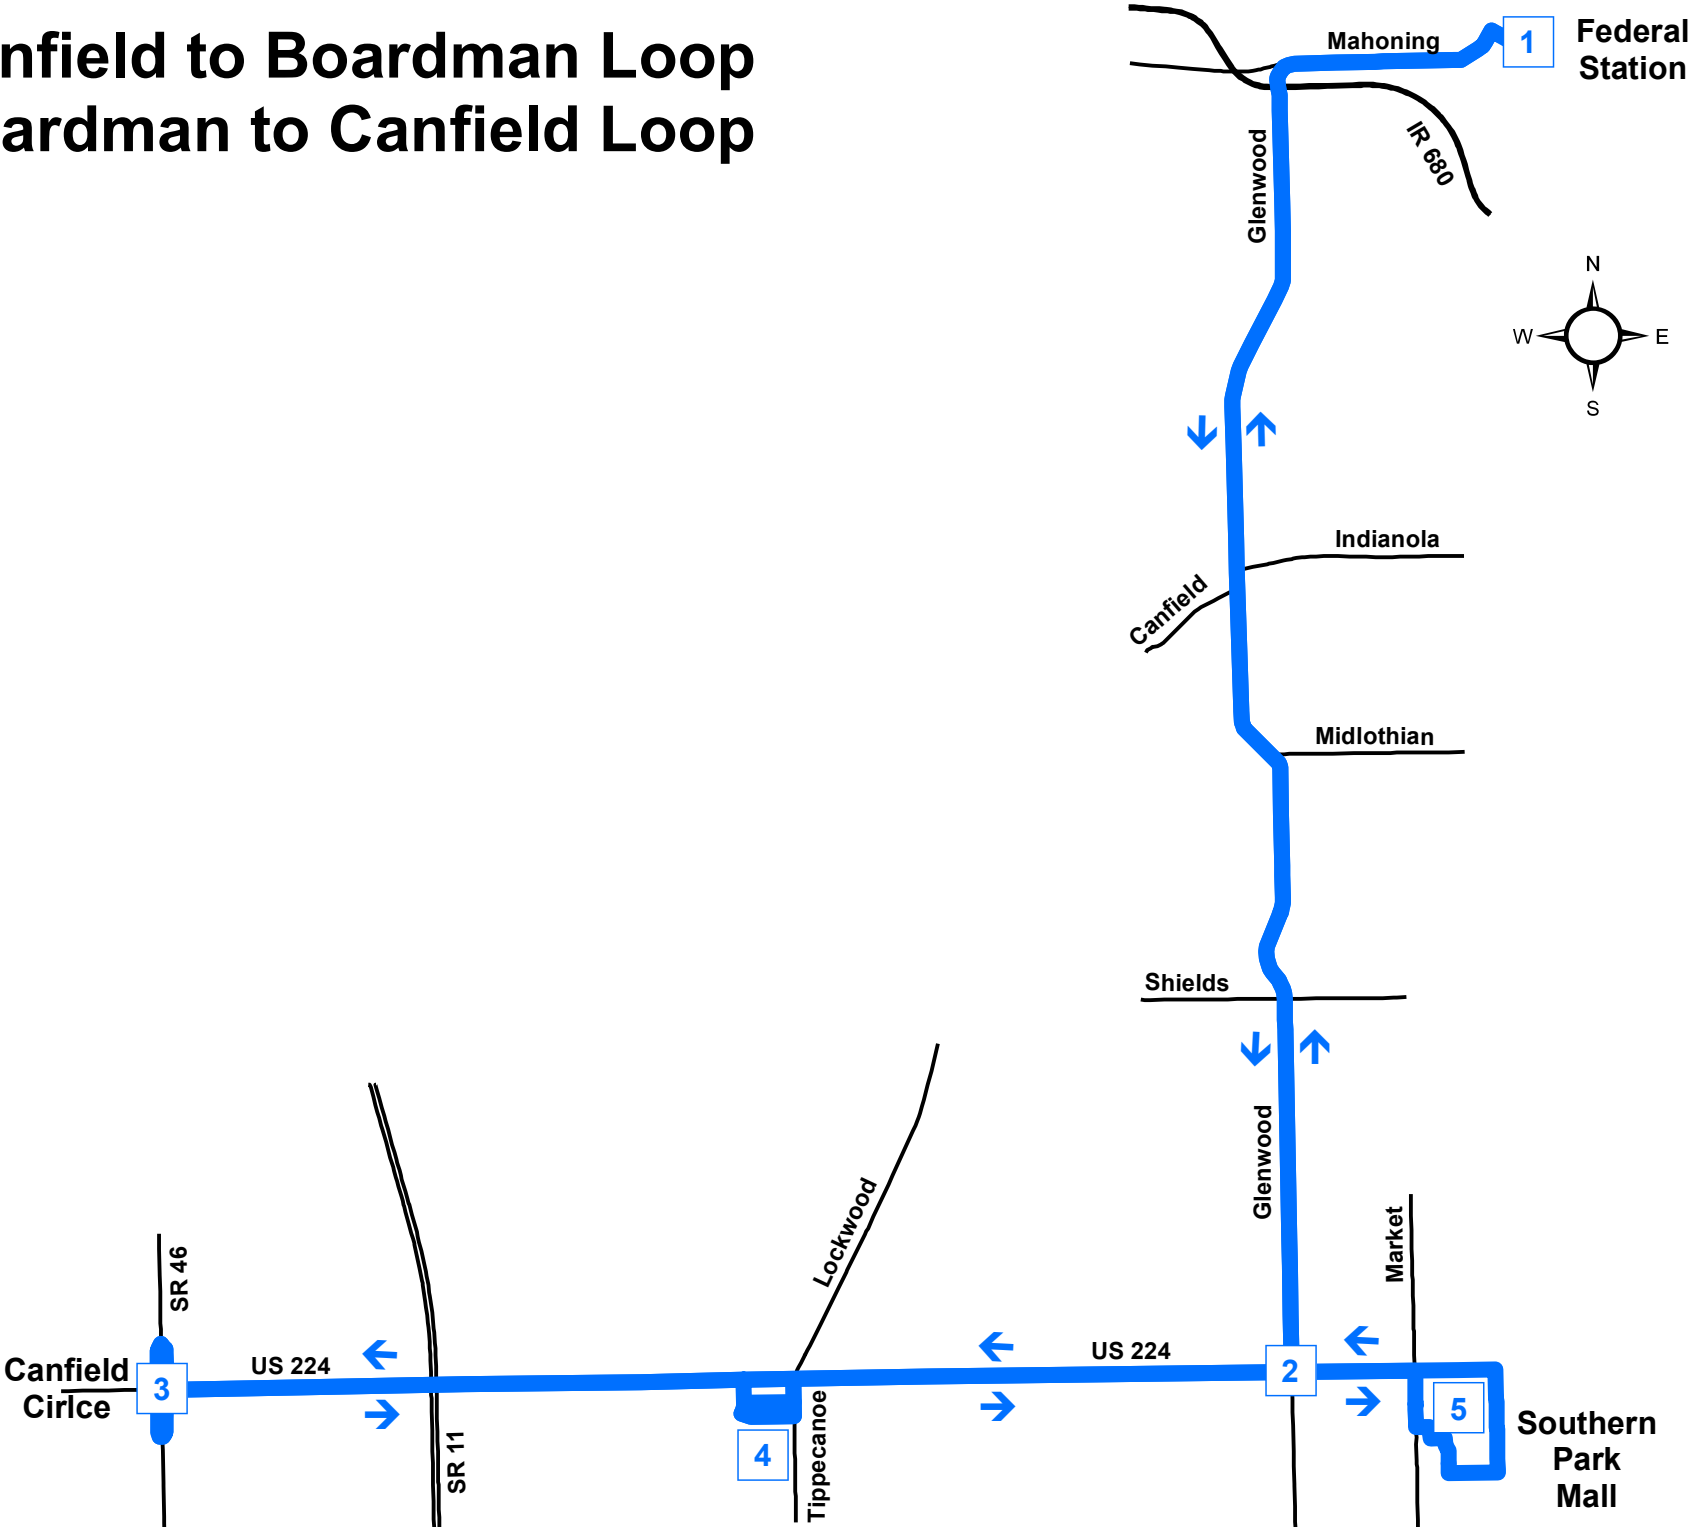 nfield to Boardman Loop
ardman to Canfield Loop
Mahoning
1
Federal
Station
IR 680
Glenwood
N
W
E
S
Indianola
Canfield
Midlothian
Shields
Glenwood
Lockwood
Market
SR 46
US 224
US 224
Canfield
Cirlce
3
2
5
4
SR 11
Tippecanoe
Southern
Park
Mall